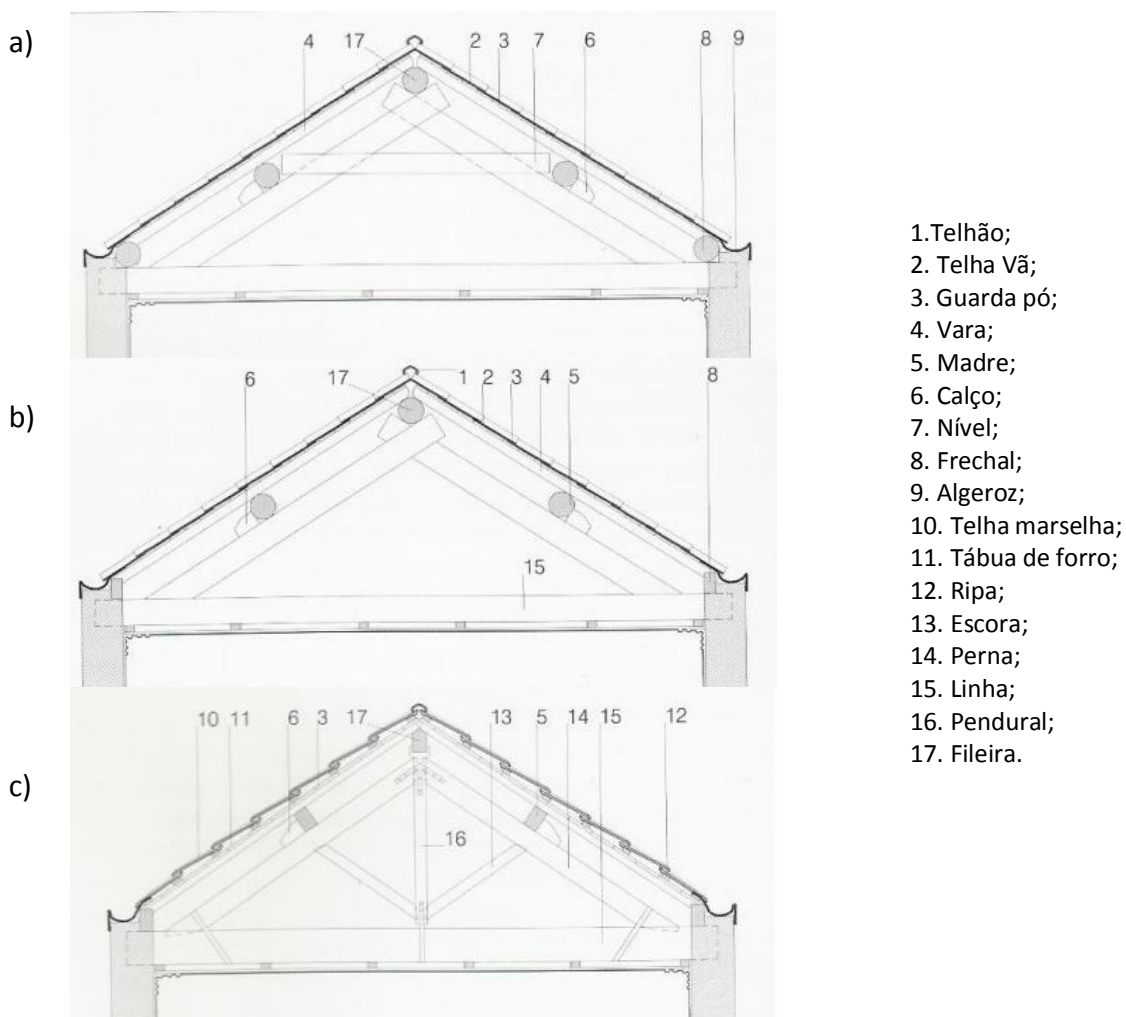 a)
4 17 2 3 7 6 8 9
b)
6 17 1 2 3 4 5 8
15
c)
10 11 6 3 17 13 5 14 15 12
16
1.Telhão;
2. Telha Vã;
3. Guarda pó;
4. Vara;
5. Madre;
6. Calço;
7. Nível;
8. Frechal;
9. Algeroz;
10. Telha marselha;
11. Tábua de forro;
12. Ripa;
13. Escora;
14. Perna;
15. Linha;
16. Pendural;
17. Fileira.